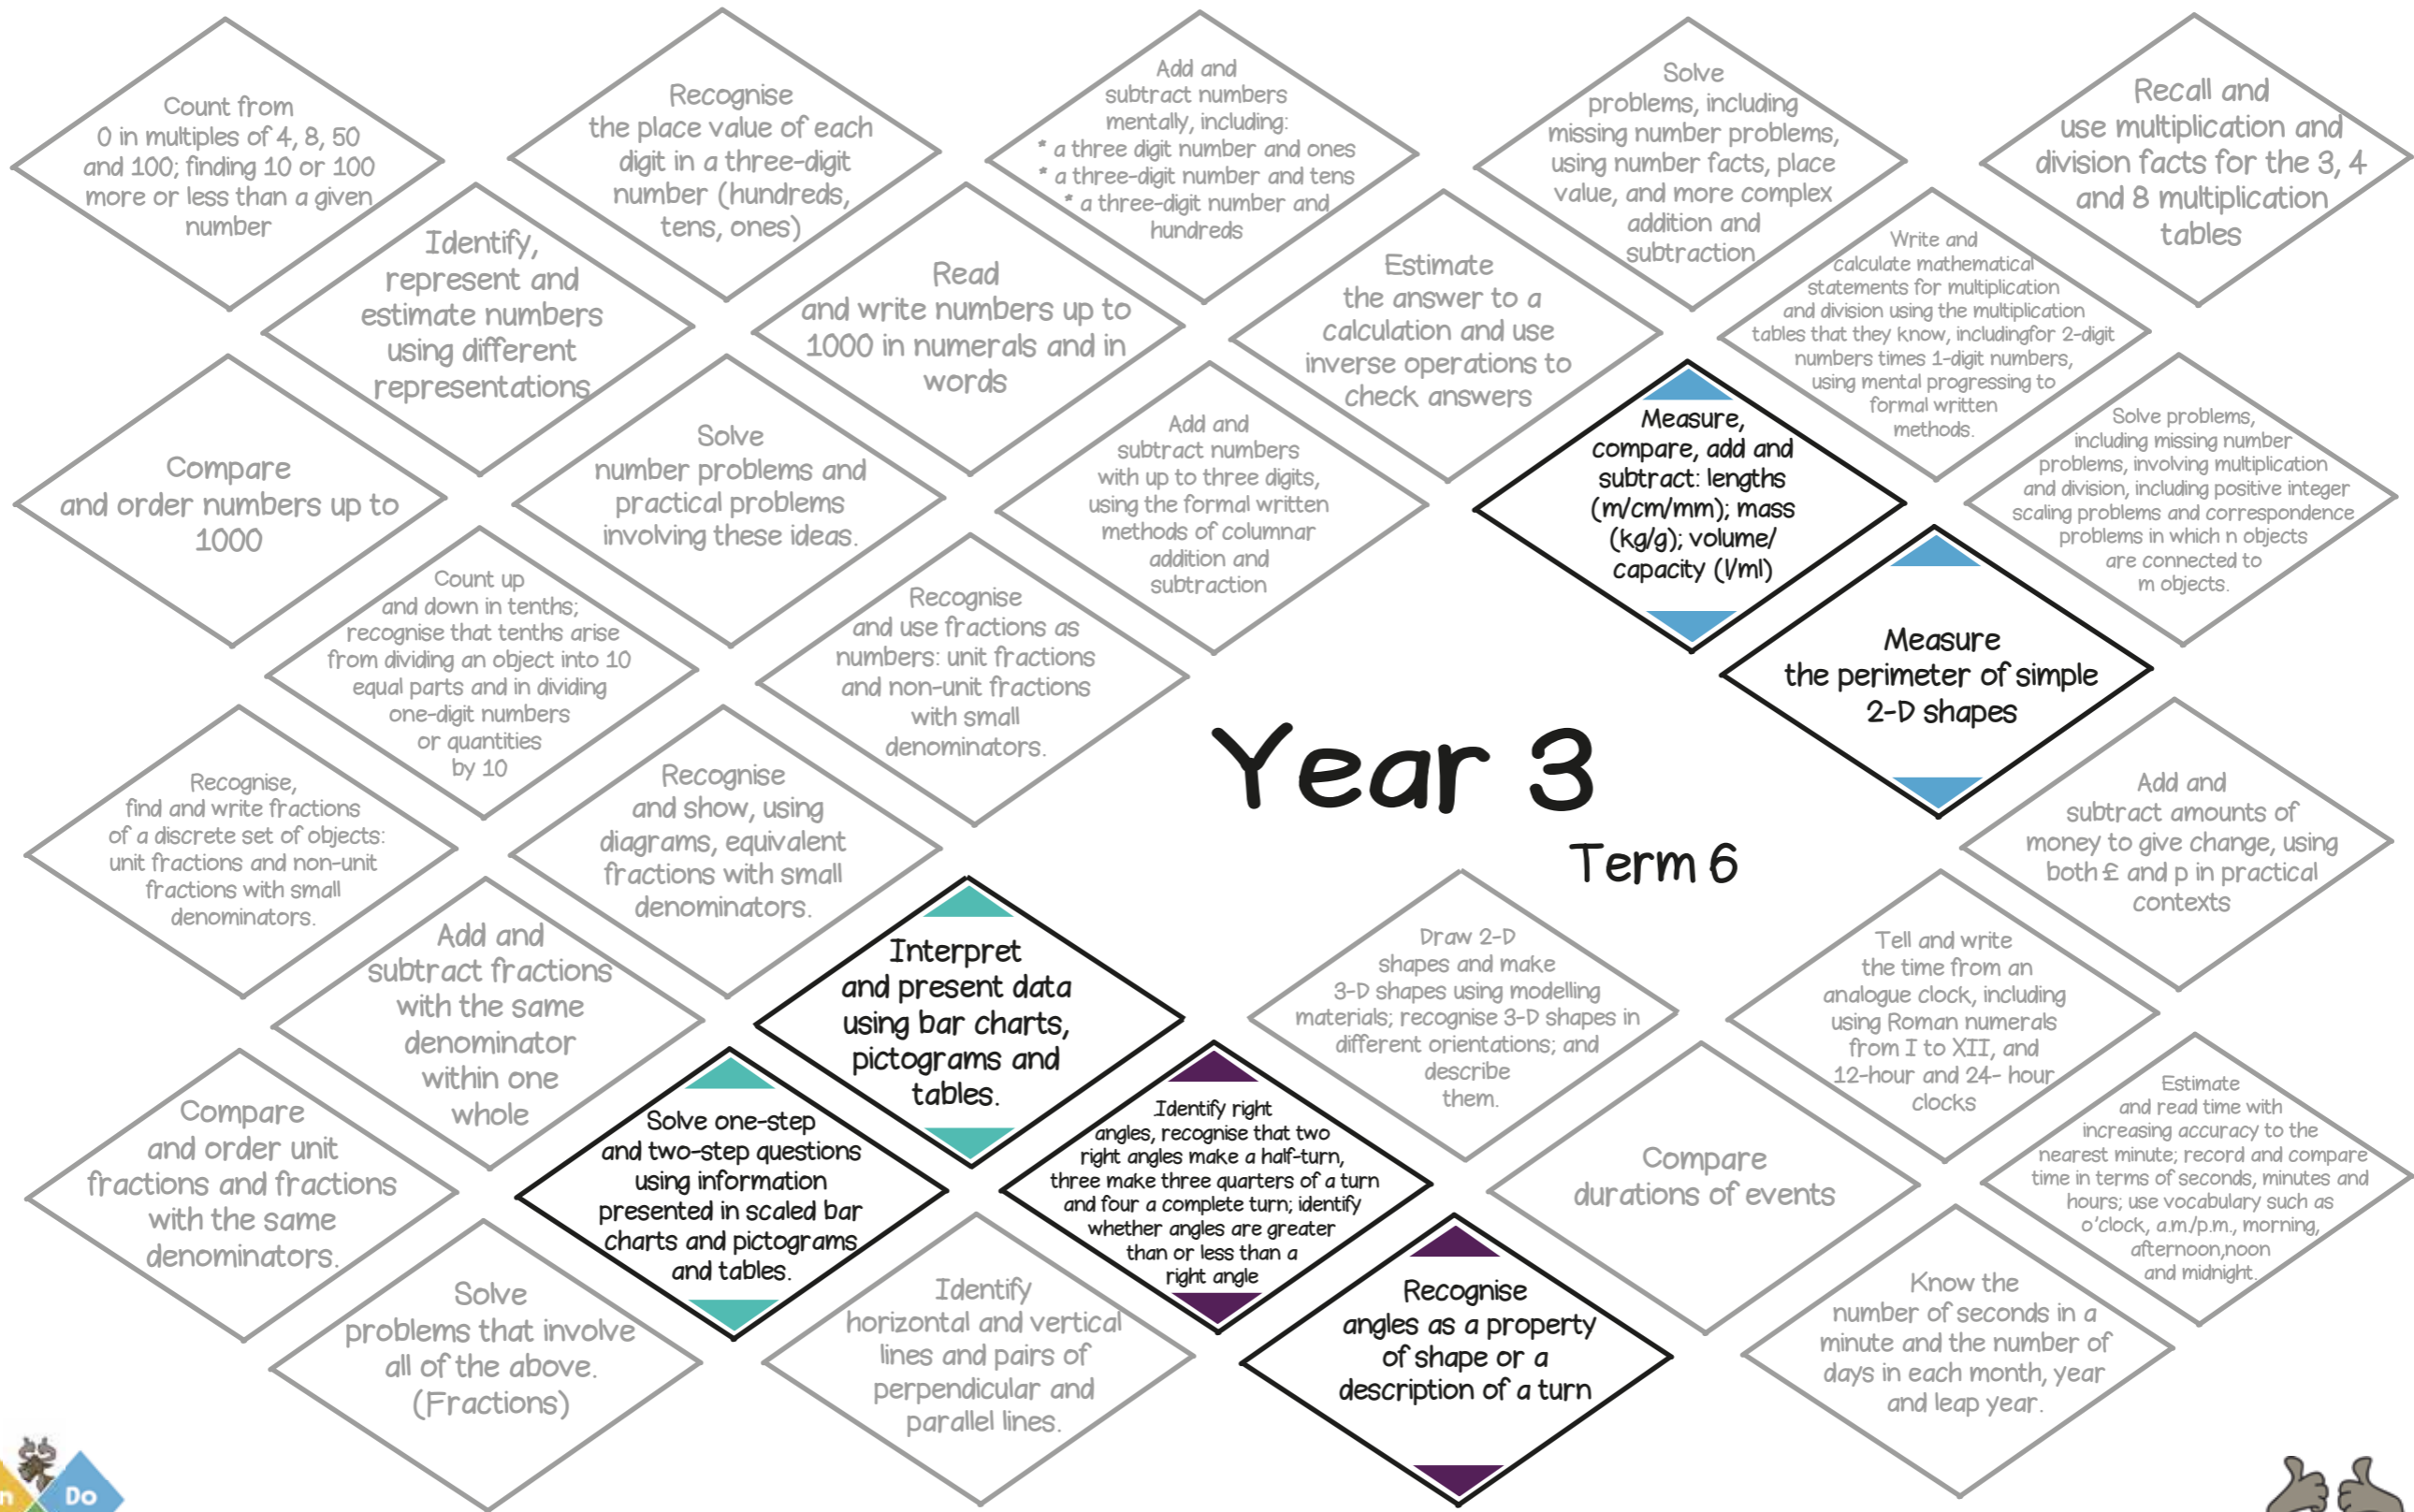 Count from
0 in multiples of 4, 8, 50
and 100; finding 10 or 100
more or less than a given
number
Recognise
the place value of each
digit in a three-digit
number (hundreds,
tens, ones)
Add and
subtract numbers
mentally, including:
* a three digit number and ones
* a three-digit number and tens
* a three-digit number and
hundreds
Solve
problems, including
missing number problems,
using number facts, place
value, and more complex
addition and
subtraction
Recall and
use multiplication and
division facts for the 3, 4
and 8 multiplication
tables
Identify,
represent and
estimate numbers
using different
representations
Read
and write numbers up to
1000 in numerals and in
words
Estimate
the answer to a
calculation and use
inverse operations to
check answers
Write and
calculate mathematical
statements for multiplication
and division using the multiplication
tables that they know, includingfor 2-digit
numbers times 1-digit numbers,
using mental progressing to
formal written
methods.
Compare
and order numbers up to
1000
Solve
number problems and
practical problems
involving these ideas.
Add and
subtract numbers
with up to three digits,
using the formal written
methods of columnar
addition and
subtraction
Measure,
compare, add and
subtract: lengths
(m/cm/mm); mass
(kg/g); volume/
capacity (l/ml)
Solve problems,
including missing number
problems, involving multiplication
and division, including positive integer
scaling problems and correspondence
problems in which n objects
are connected to
m objects.
Count up
and down in tenths;
recognise that tenths arise
from dividing an object into 10
equal parts and in dividing
one-digit numbers
or quantities
by 10
Recognise
and use fractions as
numbers: unit fractions
and non-unit fractions
with small
denominators.
Measure
the perimeter of simple
2-D shapes
Year 3
Term 6
Recognise,
find and write fractions
of a discrete set of objects:
unit fractions and non-unit
fractions with small
denominators.
Recognise
and show, using
diagrams, equivalent
fractions with small
denominators.
Add and
subtract amounts of
money to give change, using
both £ and p in practical
contexts
Add and
subtract fractions
with the same
denominator
within one
whole
Interpret
and present data
using bar charts,
pictograms and
tables.
Draw 2-D
shapes and make
3-D shapes using modelling
materials; recognise 3-D shapes in
different orientations; and
describe
them.
Tell and write
the time from an
analogue clock, including
using Roman numerals
from I to XII, and
12-hour and 24- hour
clocks
Compare
and order unit
fractions and fractions
with the same
denominators.
Solve one-step
and two-step questions
using information
presented in scaled bar
charts and pictograms
and tables.
Identify right
angles, recognise that two
right angles make a half-turn,
three make three quarters of a turn
and four a complete turn; identify
whether angles are greater
than or less than a
right angle
Compare
durations of events
Estimate
and read time with
increasing accuracy to the
nearest minute; record and compare
time in terms of seconds, minutes and
hours; use vocabulary such as
o'clock, a.m./p.m., morning,
afternoon,noon
and midnight.
Solve
problems that involve
all of the above.
(Fractions)
Identify
horizontal and vertical
lines and pairs of
perpendicular and
parallel lines.
Recognise
angles as a property
of shape or a
description of a turn
Know the
number of seconds in a
minute and the number of
days in each month, year
and leap year.
Do